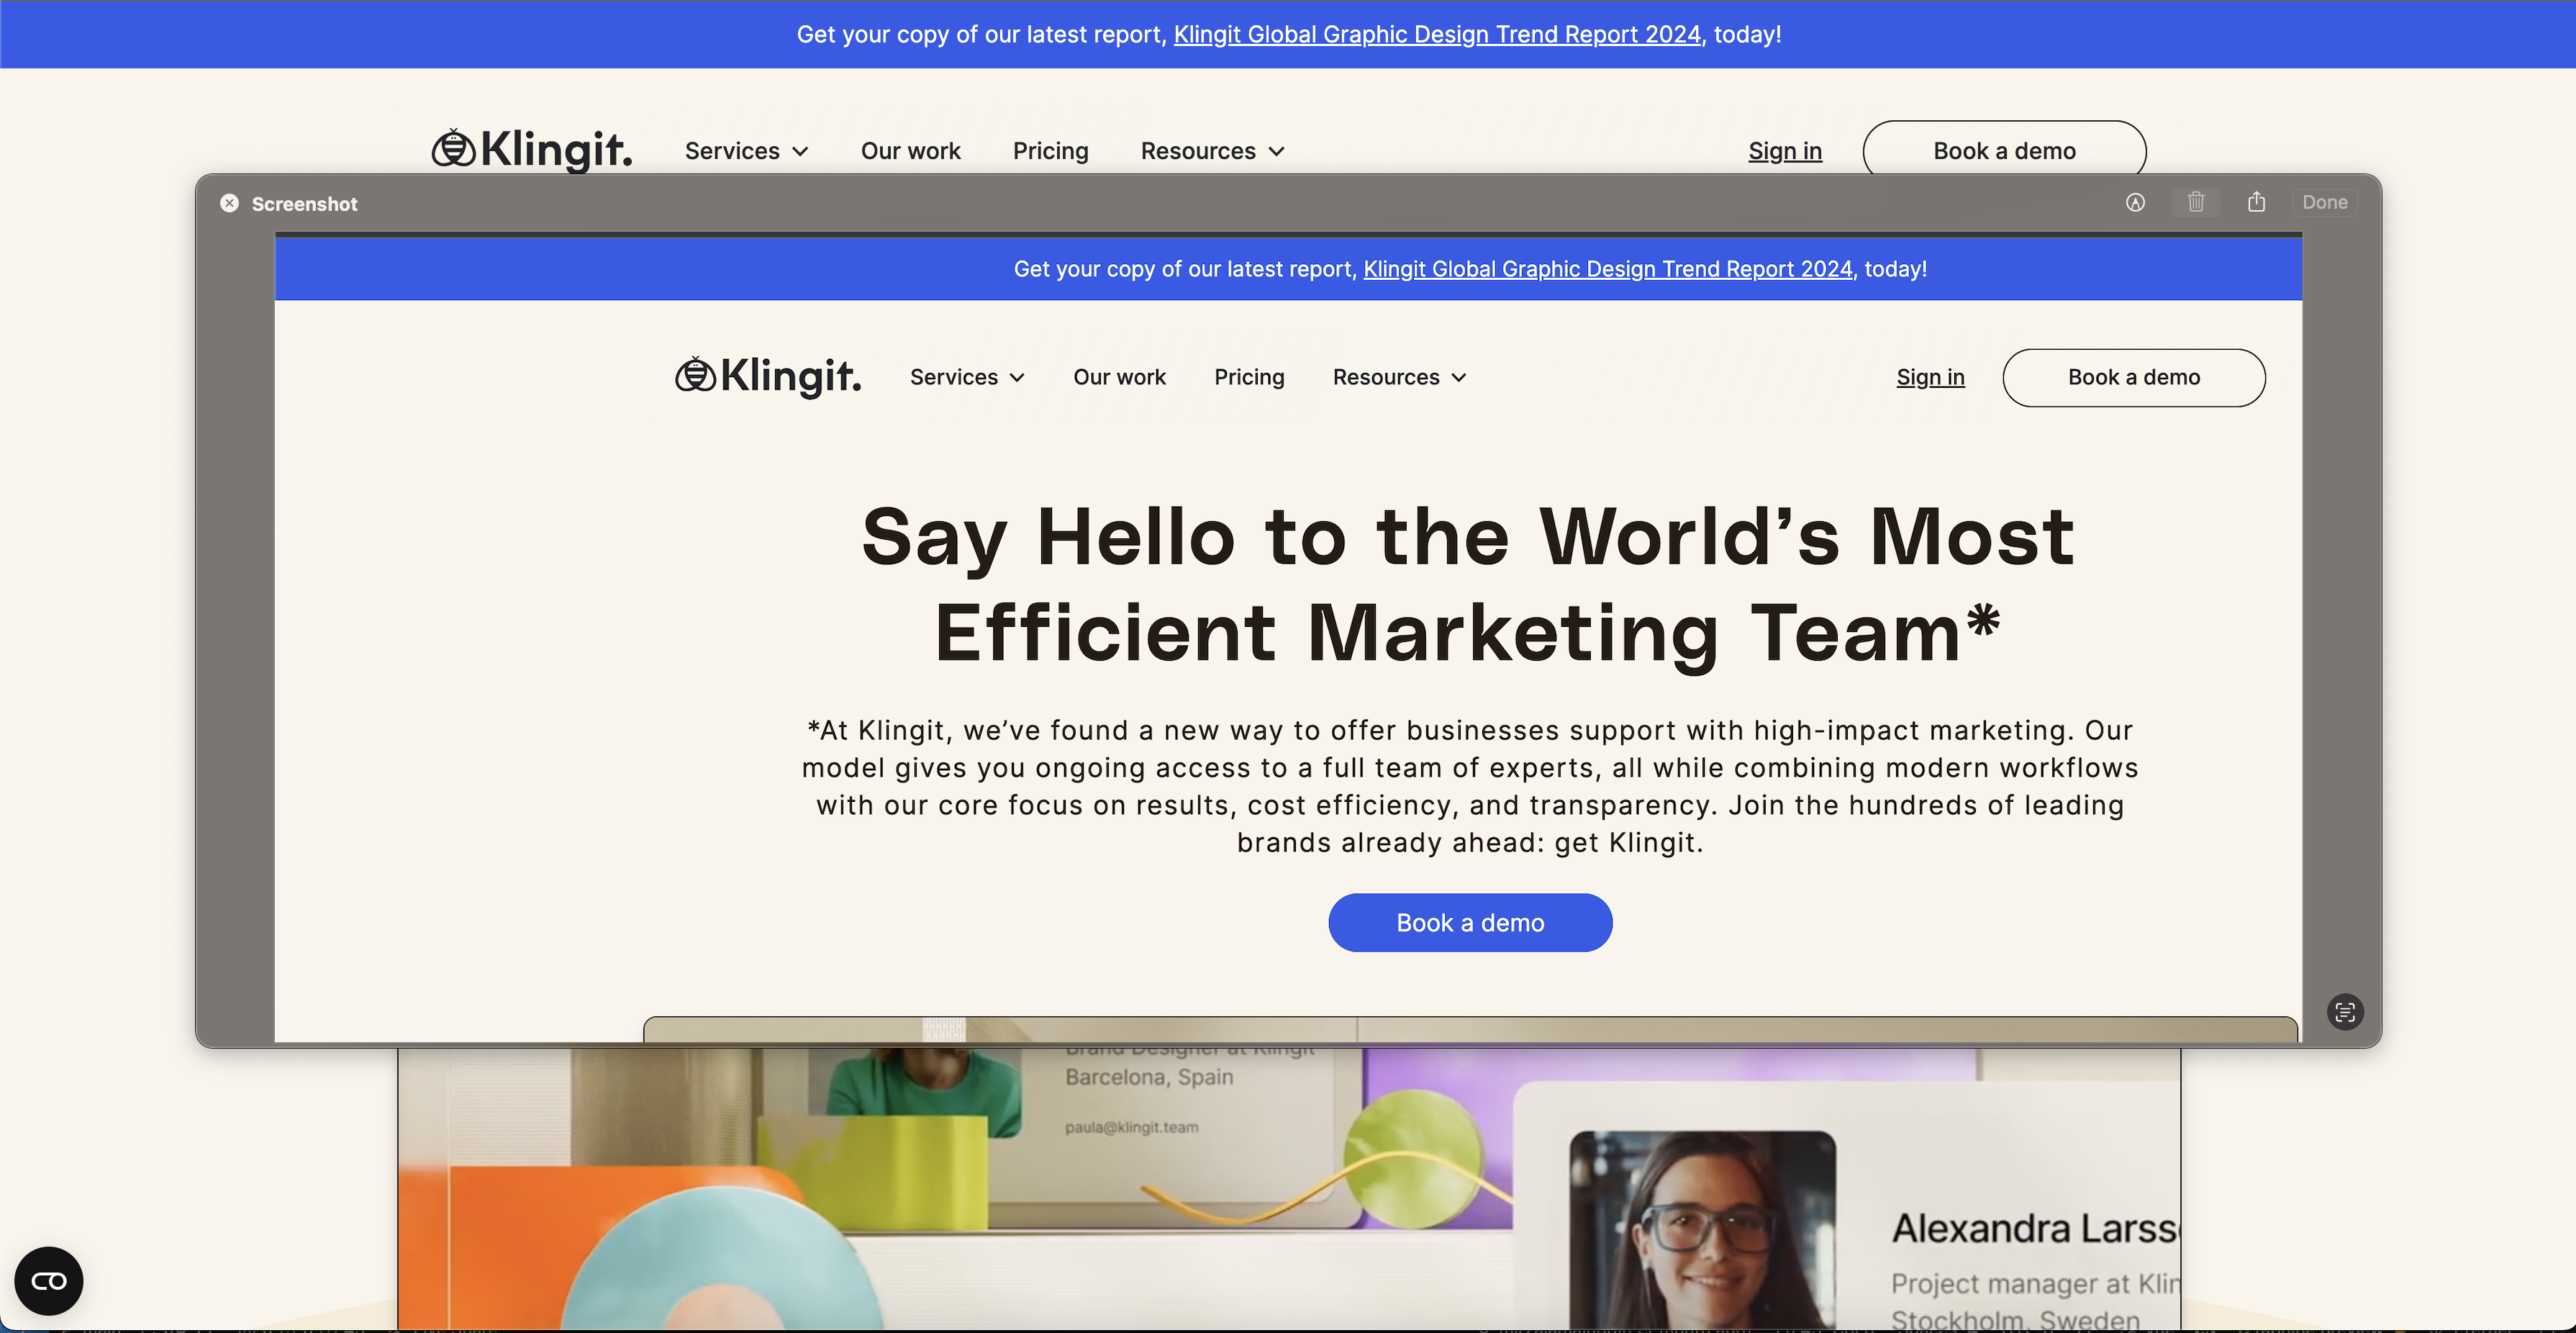 Get your copy of our latest report, Klingit Global Graphic Design Trend Report 2024, today!
Klingit. Services Our work Pricing Resources Sign in Book a demo
Screenshot Done
Get your copy of our latest report, Klingit Global Graphic Design Trend Report 2024, today!
Klingit. Services Our work Pricing Resources Sign in Book a demo
Say Hello to the World’s Most
Efficient Marketing Team*
*At Klingit, we’ve found a new way to offer businesses support with high-impact marketing. Our
model gives you ongoing access to a full team of experts, all while combining modern workflows
with our core focus on results, cost efficiency, and transparency. Join the hundreds of leading
brands already ahead: get Klingit.
Book a demo
Brand Designer at Klingit
Barcelona, Spain
paula@klingit.team
Alexandra Larss
Project manager at Klin
Stockholm, Sweden